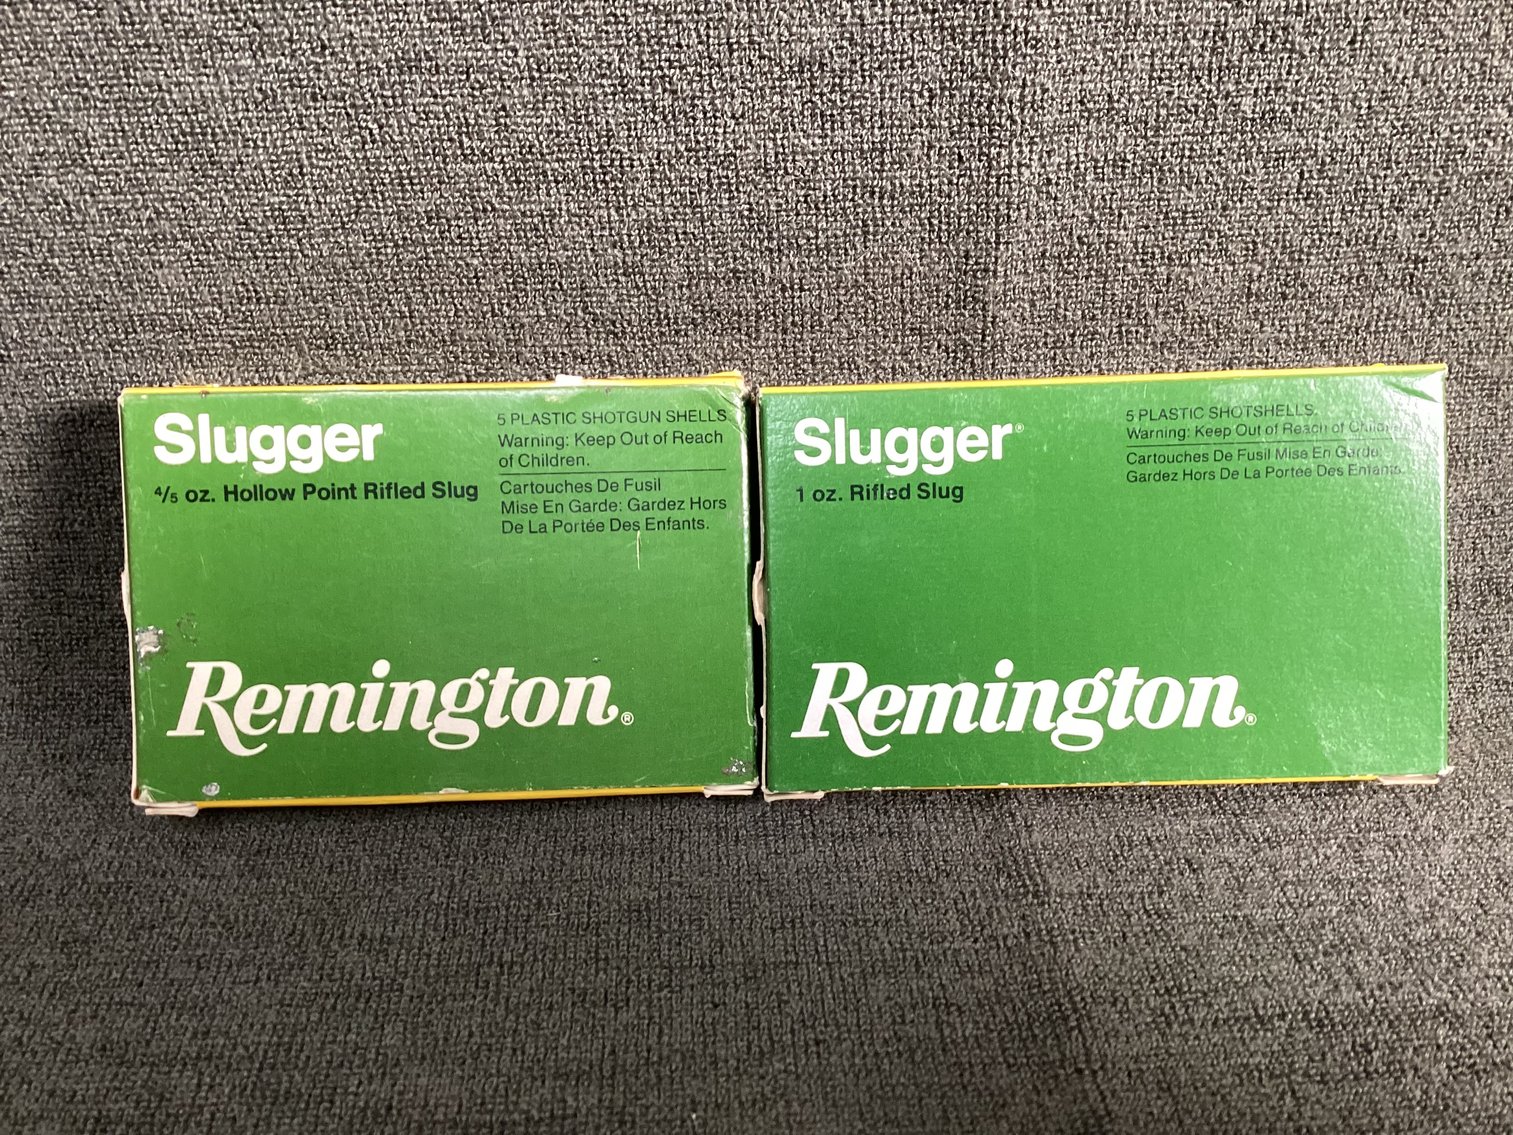 Slugger
4/5 oz. Hollow Point Rifled Slug
5 PLASTIC SHOTGUN SHELLS
Warning: Keep Out of Reach
of Children.
Cartouches De Fusil
Mise En Garde: Gardez Hors
De La Portée Des Enfants.
Remington®
Slugger®
1 oz. Rifled Slug
5 PLASTIC SHOTSHELLS.
Warning: Keep Out of Reach of Children
Cartouches De Fusil Mise En Garde:
Gardez Hors De La Portée Des Enfants.
Remington®